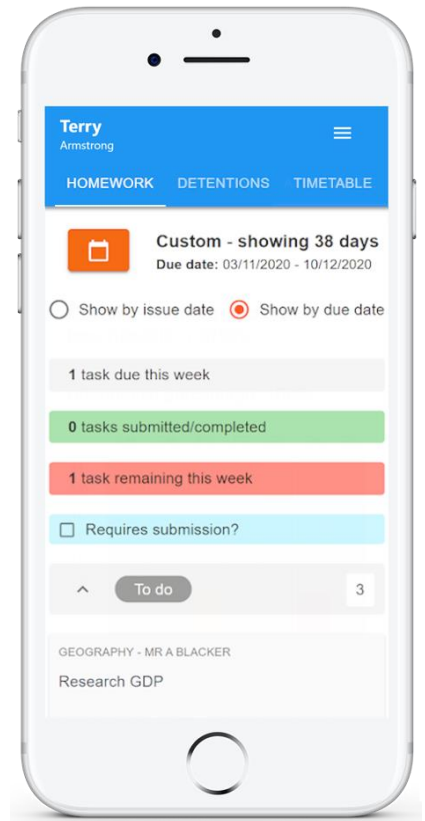 Terry
Armstrong
HOMEWORK DETENTIONS TIMETABLE
Custom - showing 38 days
Due date: 03/11/2020 - 10/12/2020
Show by issue date Show by due date
1 task due this week
0 tasks submitted/completed
1 task remaining this week
Requires submission?
To do 3
GEOGRAPHY - MR A BLACKER
Research GDP